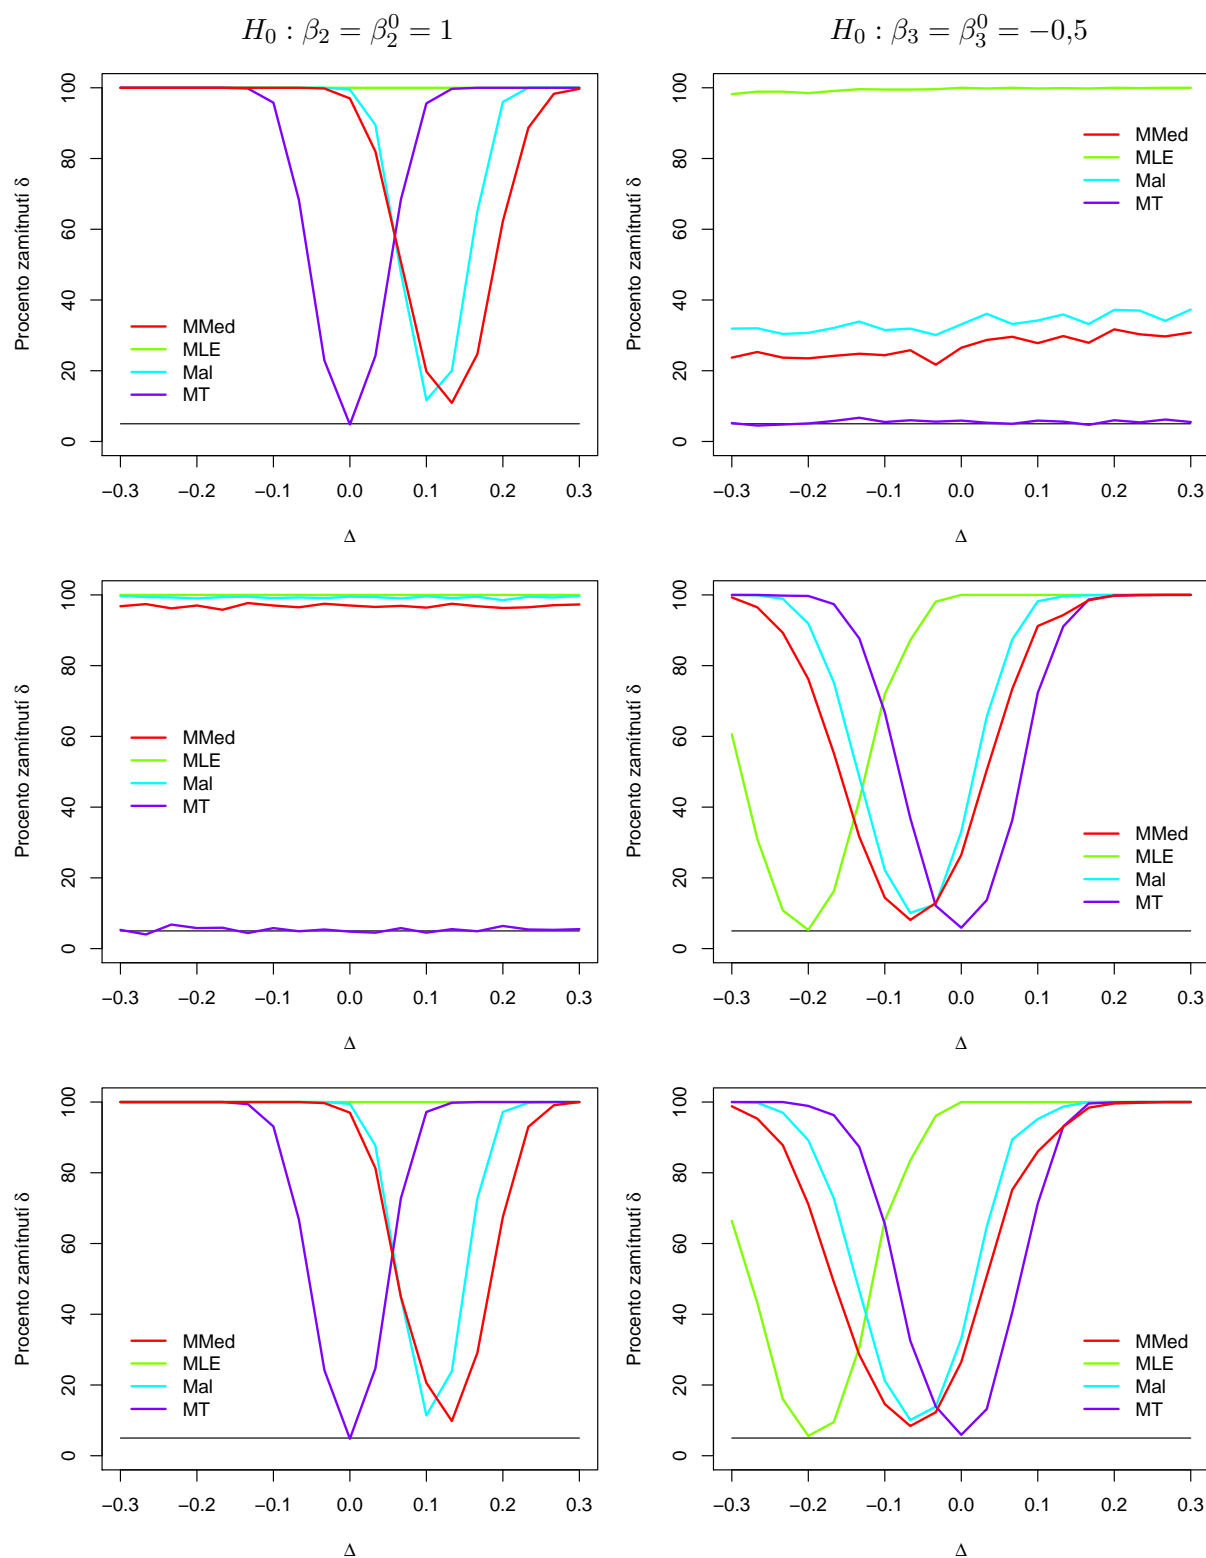 H₀ : β₂ = β₂⁰ = 1
H₀ : β₃ = β₃⁰ = −0,5
Procento zamítnutí δ
100
80
60
40
20
0
MMed
MLE
Mal
MT
−0.3 −0.2 −0.1 0.0 0.1 0.2 0.3
Δ
Procento zamítnutí δ
100
80
60
40
20
0
MMed
MLE
Mal
MT
−0.3 −0.2 −0.1 0.0 0.1 0.2 0.3
Δ
Procento zamítnutí δ
100
80
60
40
20
0
MMed
MLE
Mal
MT
−0.3 −0.2 −0.1 0.0 0.1 0.2 0.3
Δ
Procento zamítnutí δ
100
80
60
40
20
0
MMed
MLE
Mal
MT
−0.3 −0.2 −0.1 0.0 0.1 0.2 0.3
Δ
Procento zamítnutí δ
100
80
60
40
20
0
MMed
MLE
Mal
MT
−0.3 −0.2 −0.1 0.0 0.1 0.2 0.3
Δ
Procento zamítnutí δ
100
80
60
40
20
0
MMed
MLE
Mal
MT
−0.3 −0.2 −0.1 0.0 0.1 0.2 0.3
Δ